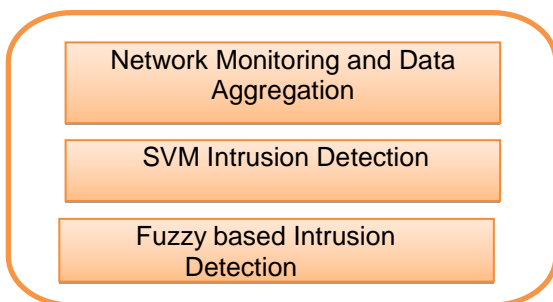 Network Monitoring and Data
Aggregation
SVM Intrusion Detection
Fuzzy based Intrusion
Detection